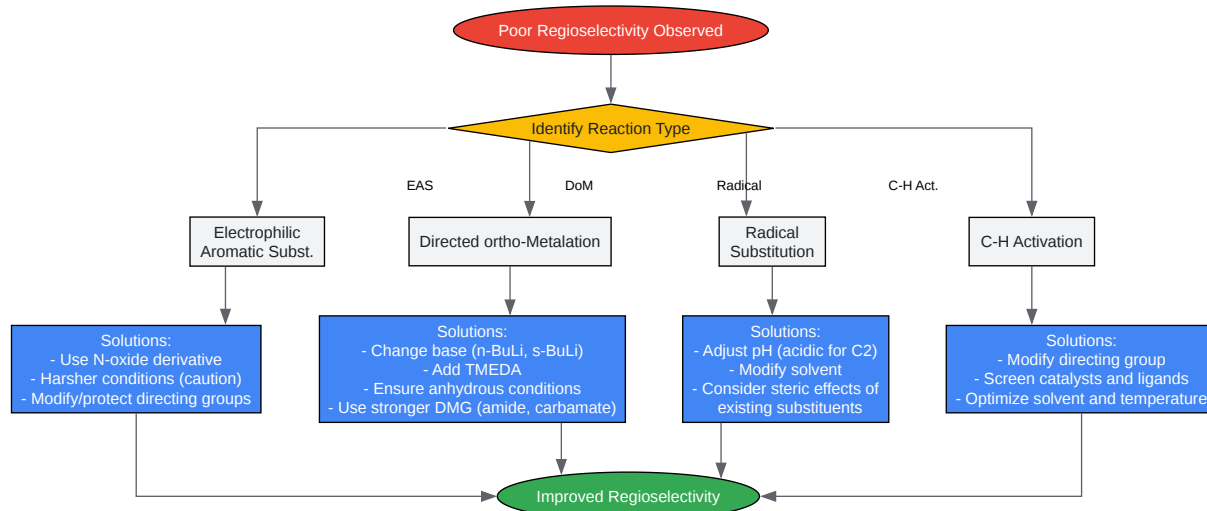 Poor Regioselectivity Observed
Identify Reaction Type
EAS
DoM
Radical
C-H Act.
Electrophilic
Aromatic Subst.
Directed ortho-Metalation
Radical
Substitution
C-H Activation
Solutions:
- Use N-oxide derivative
- Harsher conditions (caution)
- Modify/protect directing groups
Solutions:
- Change base (n-BuLi, s-BuLi)
- Add TMEDA
- Ensure anhydrous conditions
- Use stronger DMG (amide, carbamate)
Solutions:
- Adjust pH (acidic for C2)
- Modify solvent
- Consider steric effects of
existing substituents
Solutions:
- Modify directing group
- Screen catalysts and ligands
- Optimize solvent and temperature
Improved Regioselectivity